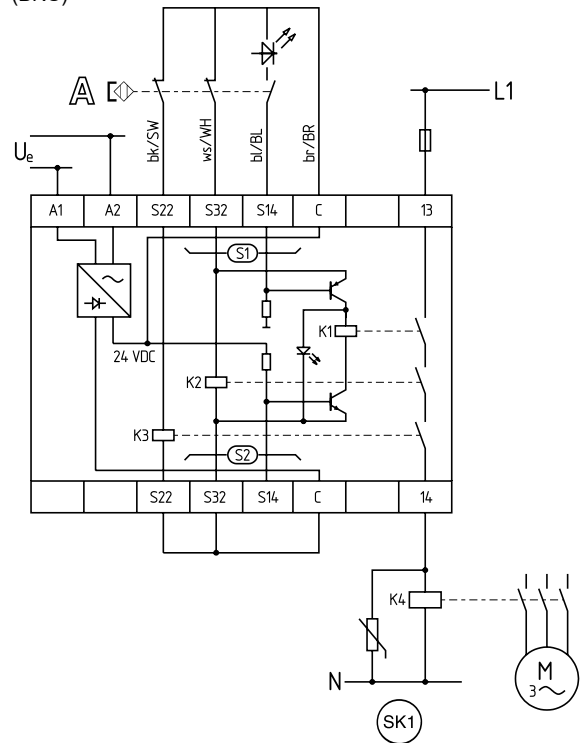 A
L1
bk/SW
ws/WH
bl/BL
br/BR
Ue
A1 A2 S22 S32 S14 C 13
S1
K1
24 VDC
K2
K3
S2
S22 S32 S14 C 14
K4
M
3
N
SK1